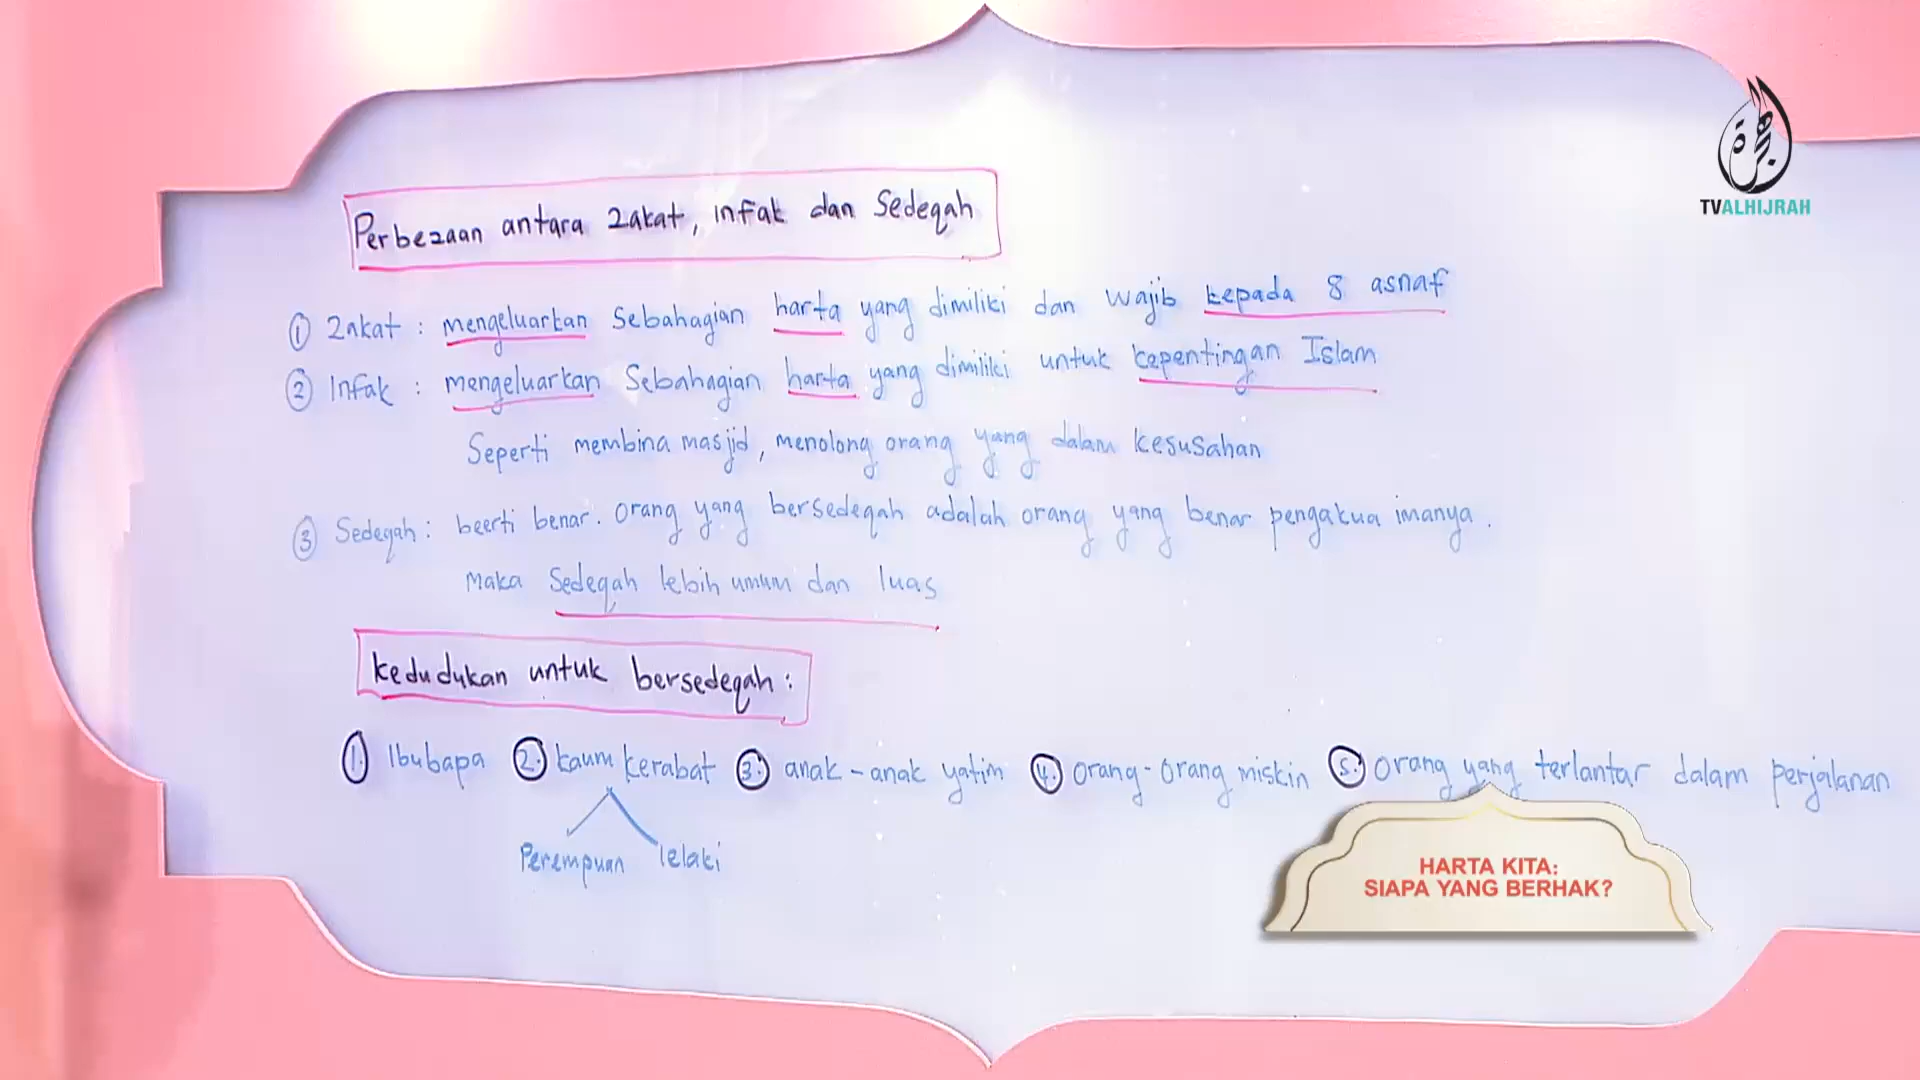 هجرة
TVALHIJRAH
Perbezaan antara zakat, infak dan Sedeqah
① Zakat : mengeluarkan Sebahagian harta yang dimiliki dan wajib kepada 8 asnaf
② Infak : mengeluarkan Sebahagian harta yang dimiliki untuk kepentingan Islam
Seperti membina masjid, menolong orang yang dalam kesusahan
③ Sedeqah : beerti benar. Orang yang bersedeqah adalah orang yang benar pengakua imanya.
Maka Sedeqah lebih umum dan luas
kedudukan untuk bersedeqah :
1. Ibubapa 2. kaum kerabat 3. anak-anak yatim 4. orang-orang miskin 5. orang yang terlantar dalam perjalanan
Perempuan lelaki
HARTA KITA:
SIAPA YANG BERHAK?